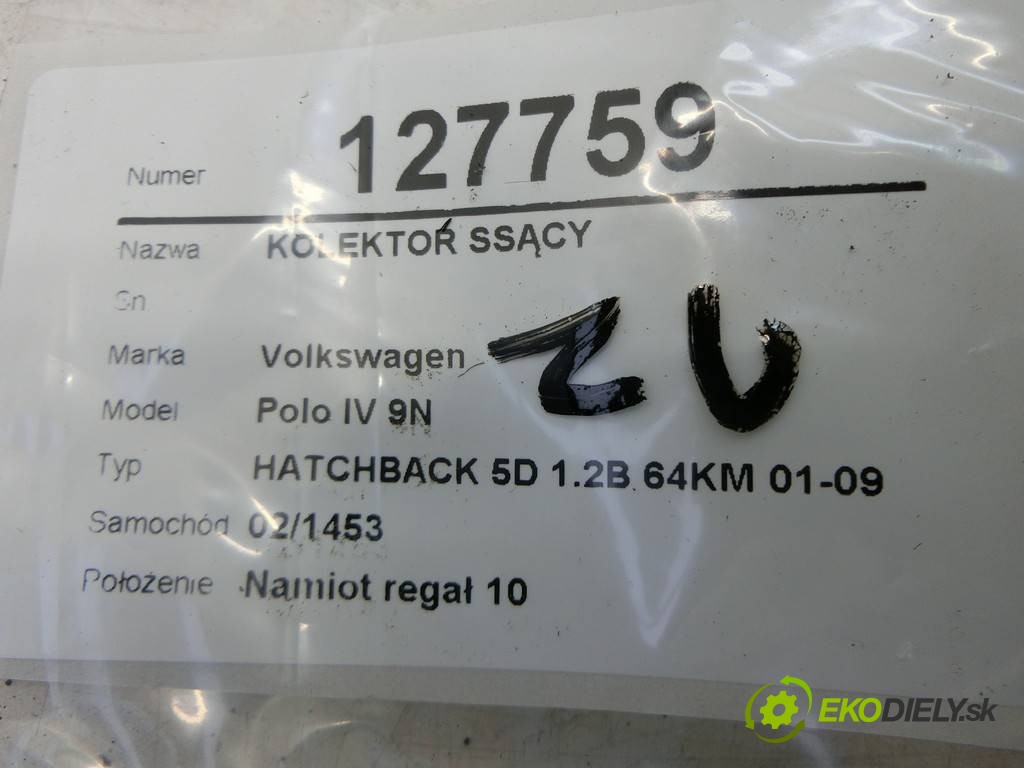 Numer 127759
Nazwa KOLEKTOR SSĄCY
Sn
Marka Volkswagen
Model Polo IV 9N
Typ HATCHBACK 5D 1.2B 64KM 01-09
Samochód 02/1453
Położenie Namiot regał 10
ZU
EKODIELY.sk